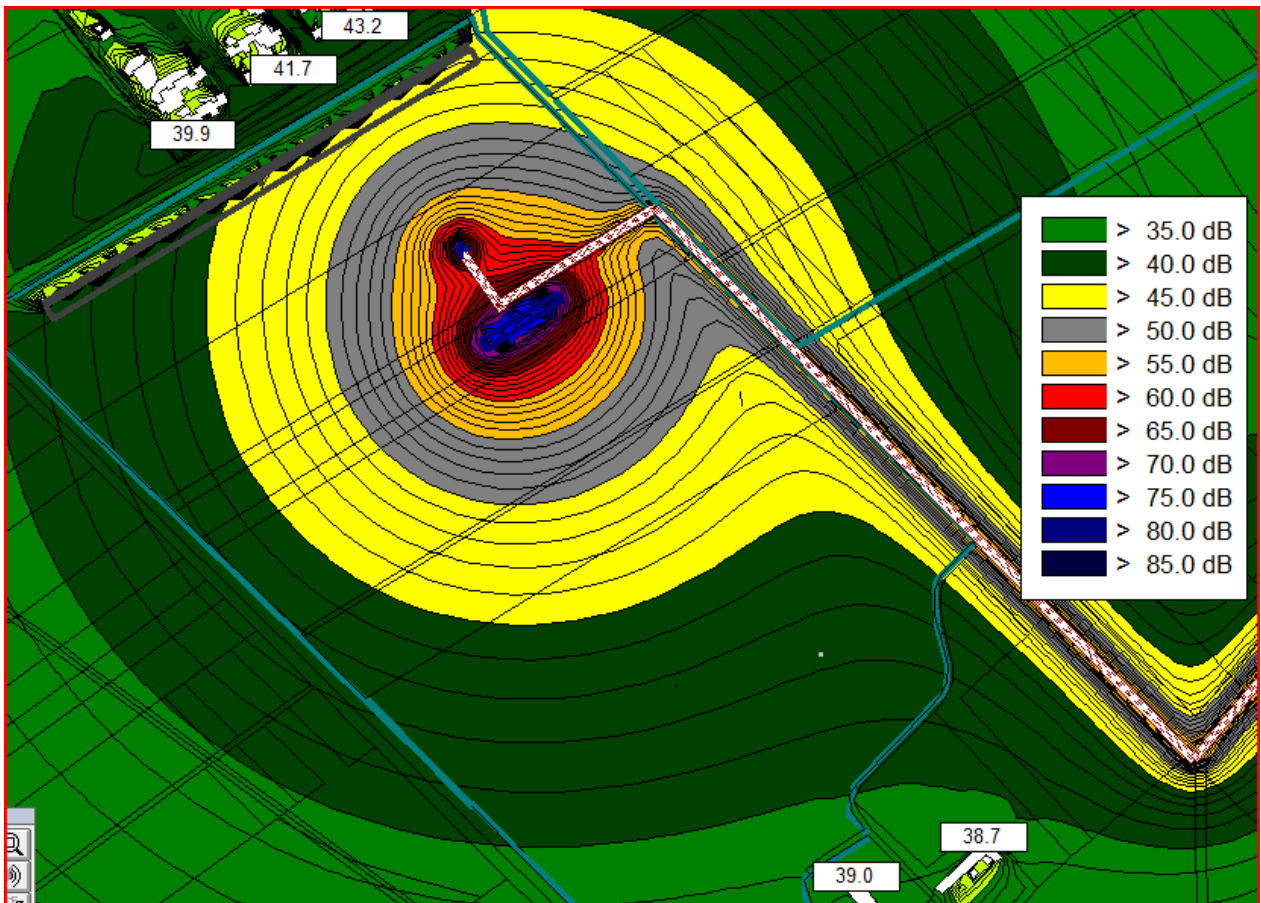 43.2
41.7
39.9
> 35.0 dB
> 40.0 dB
> 45.0 dB
> 50.0 dB
> 55.0 dB
> 60.0 dB
> 65.0 dB
> 70.0 dB
> 75.0 dB
> 80.0 dB
> 85.0 dB
38.7
39.0